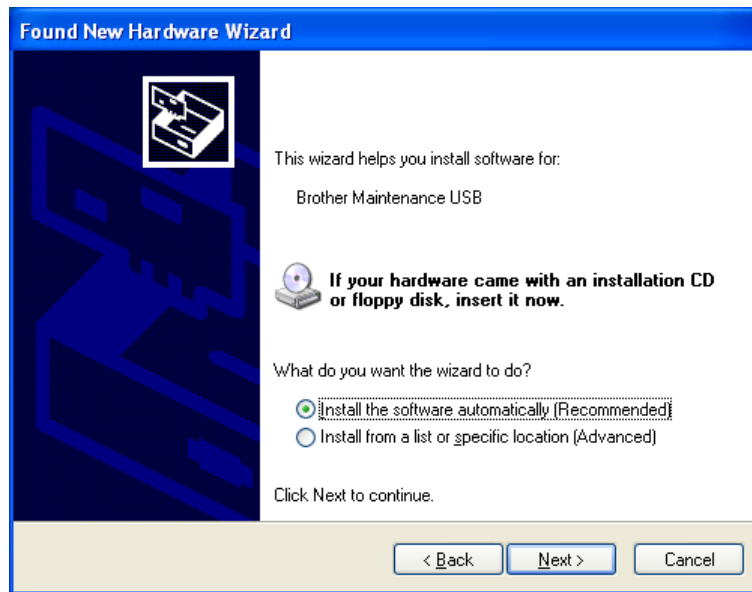 Found New Hardware Wizard
This wizard helps you install software for:
Brother Maintenance USB
If your hardware came with an installation CD
or floppy disk, insert it now.
What do you want the wizard to do?
Install the software automatically (Recommended)
Install from a list or specific location (Advanced)
Click Next to continue.
< Back Next > Cancel